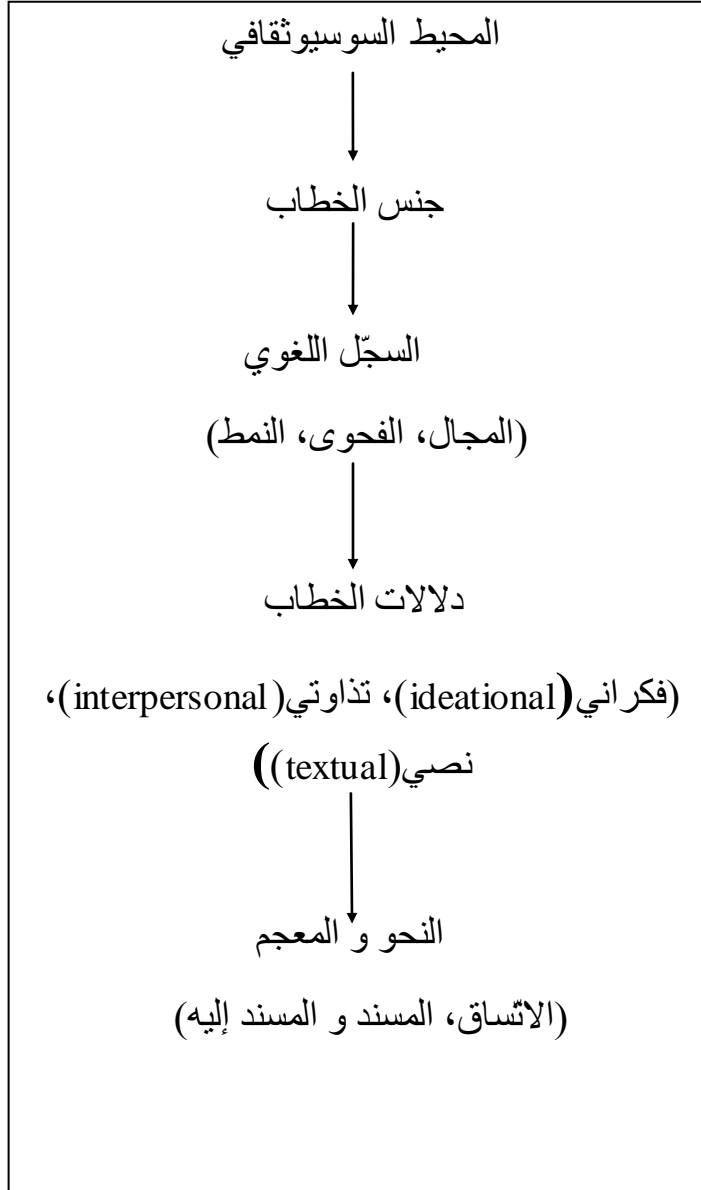 المحيط السوسيوثقافي
جنس الخطاب
السجّل اللغوي
(المجال، الفحوى، النمط)
دلالات الخطاب
(فكراني(ideational)، تذاوتي(interpersonal)،
نصي(textual))
النحو و المعجم
(الاتّساق، المسند و المسند إليه)